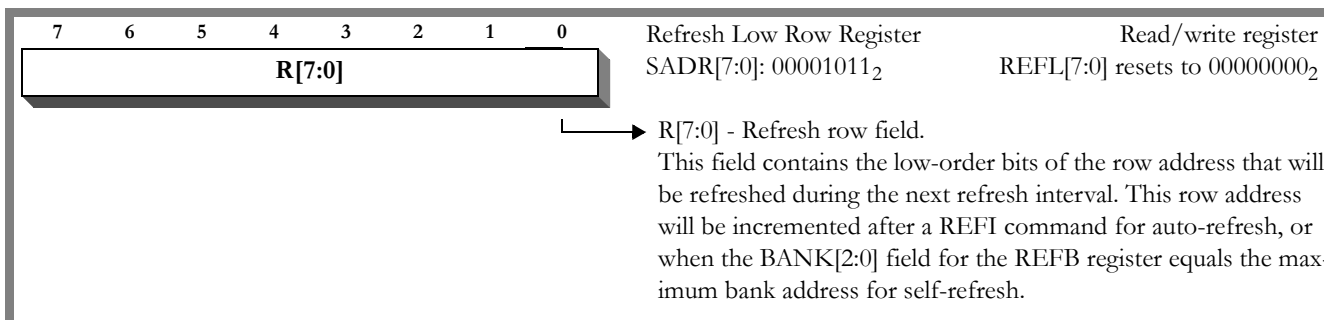 7 6 5 4 3 2 1 0
R[7:0]
Refresh Low Row Register Read/write register
SADR[7:0]: 00001011₂ REFL[7:0] resets to 00000000₂
R[7:0] - Refresh row field.
This field contains the low-order bits of the row address that will
be refreshed during the next refresh interval. This row address
will be incremented after a REFI command for auto-refresh, or
when the BANK[2:0] field for the REFB register equals the max-
imum bank address for self-refresh.